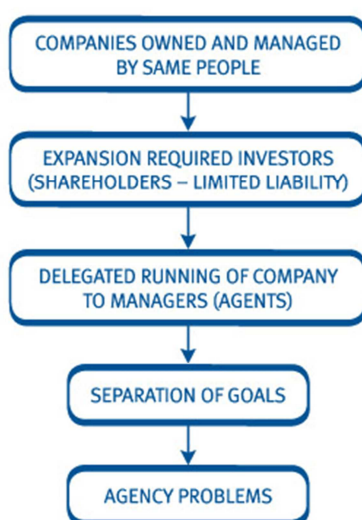 COMPANIES OWNED AND MANAGED
BY SAME PEOPLE
EXPANSION REQUIRED INVESTORS
(SHAREHOLDERS – LIMITED LIABILITY)
DELEGATED RUNNING OF COMPANY
TO MANAGERS (AGENTS)
SEPARATION OF GOALS
AGENCY PROBLEMS